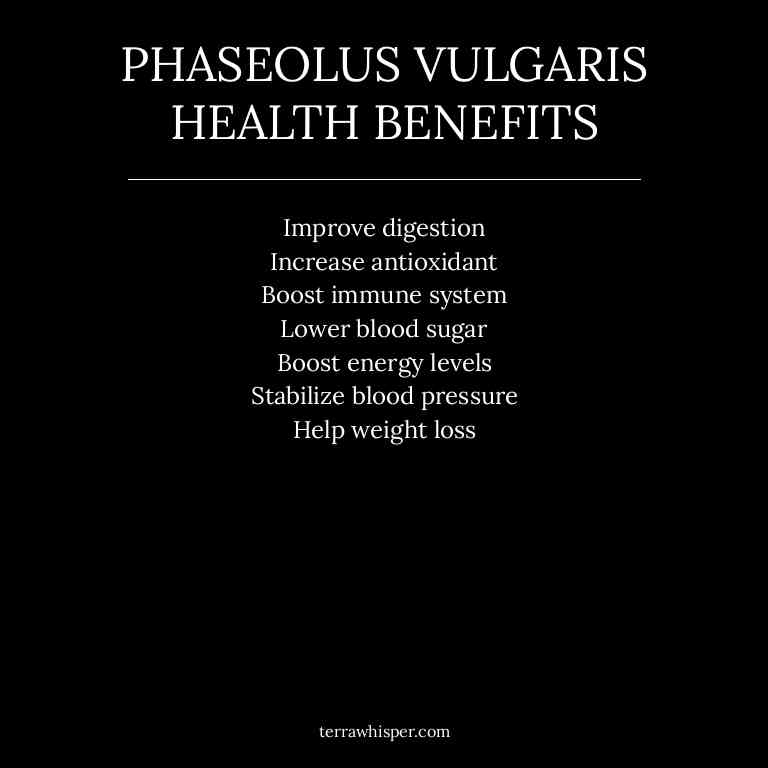 PHASEOLUS VULGARIS
HEALTH BENEFITS
Improve digestion
Increase antioxidant
Boost immune system
Lower blood sugar
Boost energy levels
Stabilize blood pressure
Help weight loss
terrawhisper.com